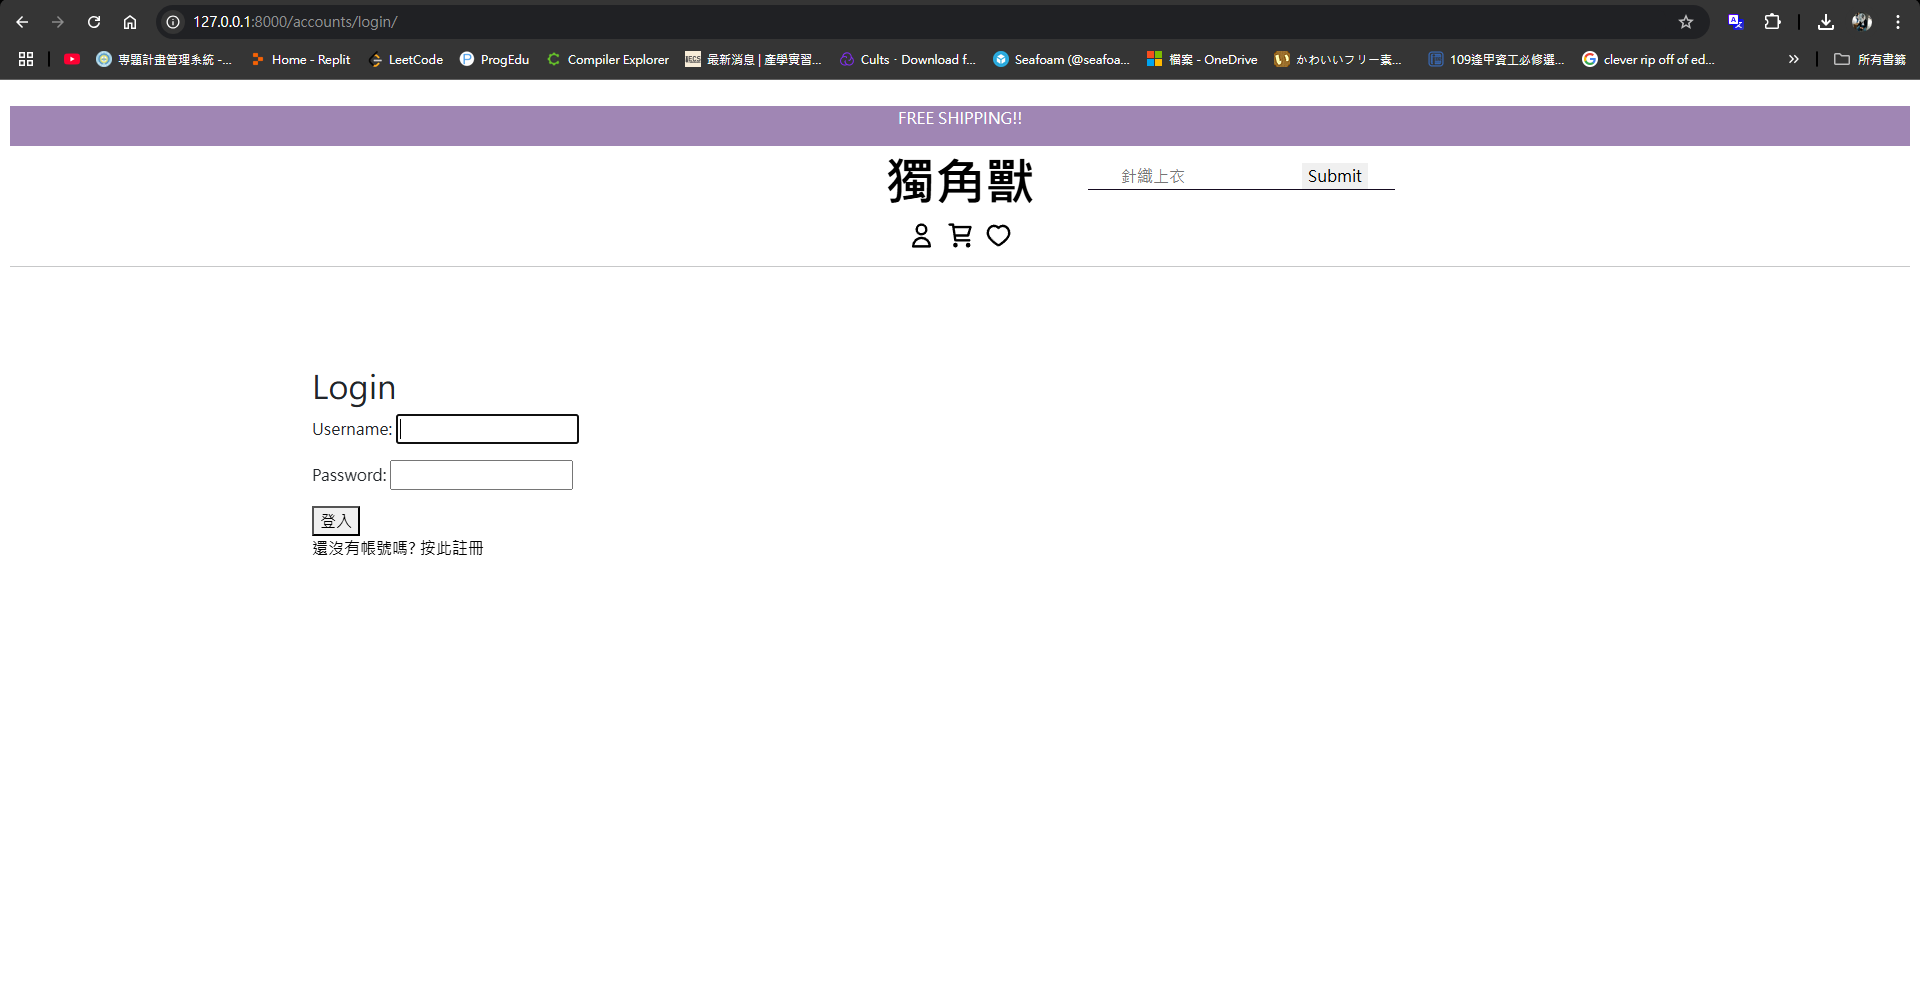 127.0.0.1:8000/accounts/login/
專題計畫管理系統 -... Home - Replit LeetCode ProgEdu Compiler Explorer 最新消息 | 產學實習... Cults · Download f... Seafoam (@seafoa... 檔案 - OneDrive かわいいフリー素... 109逢甲資工必修選... clever rip off of ed... » 所有書籤
FREE SHIPPING!!
獨角獸
針織上衣 Submit
Login
Username:
Password:
登入
還沒有帳號嗎? 按此註冊